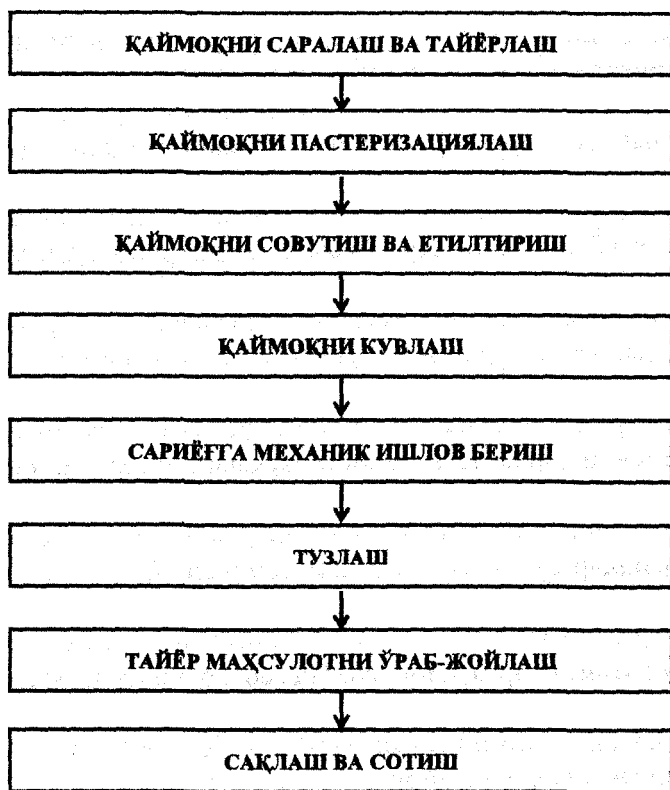 ҚАЙМОҚНИ САРАЛАШ ВА ТАЙЁРЛАШ
ҚАЙМОҚНИ ПАСТЕРИЗАЦИЯЛАШ
ҚАЙМОҚНИ СОВУТИШ ВА ЕТИЛТИРИШ
ҚАЙМОҚНИ КУВЛАШ
САРИЁҒГА МЕХАНИК ИШЛОВ БЕРИШ
ТУЗЛАШ
ТАЙЁР МАҲСУЛОТНИ ЎРАБ-ЖОЙЛАШ
САҚЛАШ ВА СОТИШ